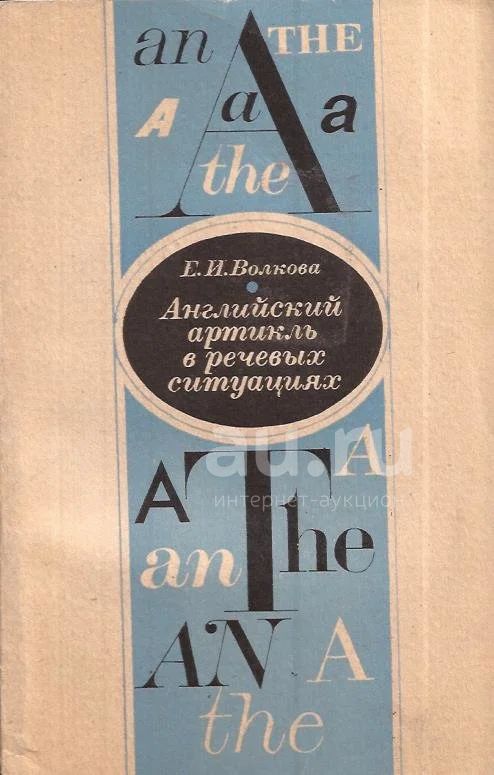 an A THE
A a a
the
Е.И.Волкова
Английский
артикль
в речевых
ситуациях
au.ru
интернет-аукцион
A
A The
an
AN A
the